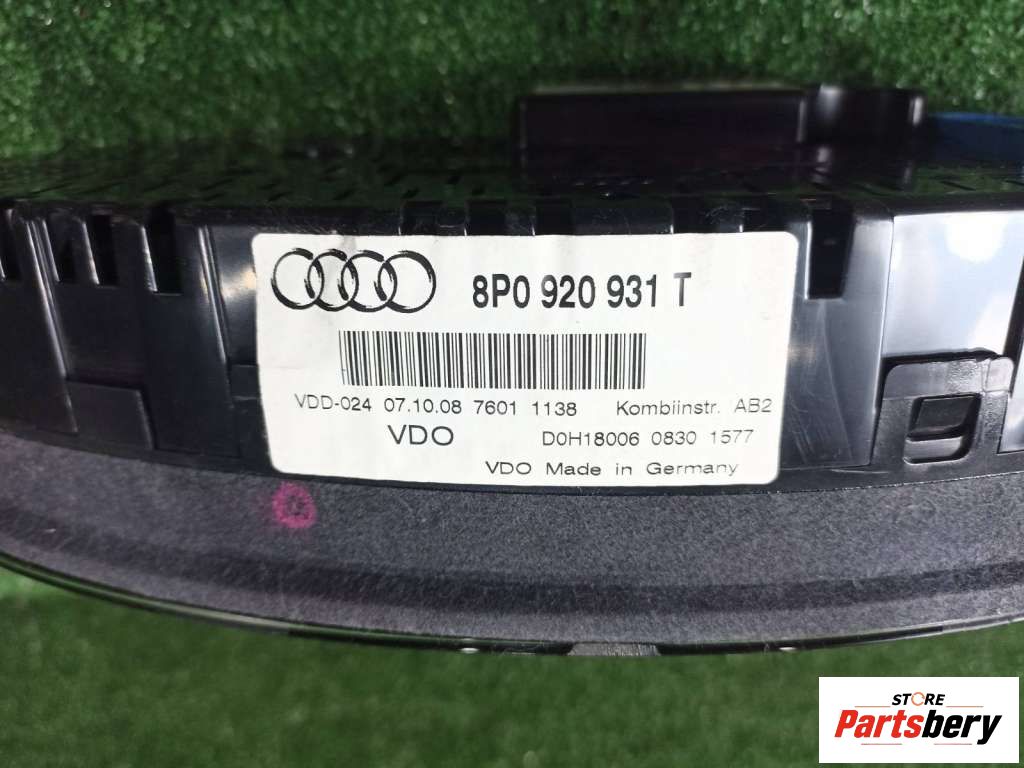 8P0 920 931 T
VDD-024 07.10.08 7601 1138 Kombiinstr. AB2
VDO D0H18006 0830 1577
VDO Made in Germany
STORE
Partsbery